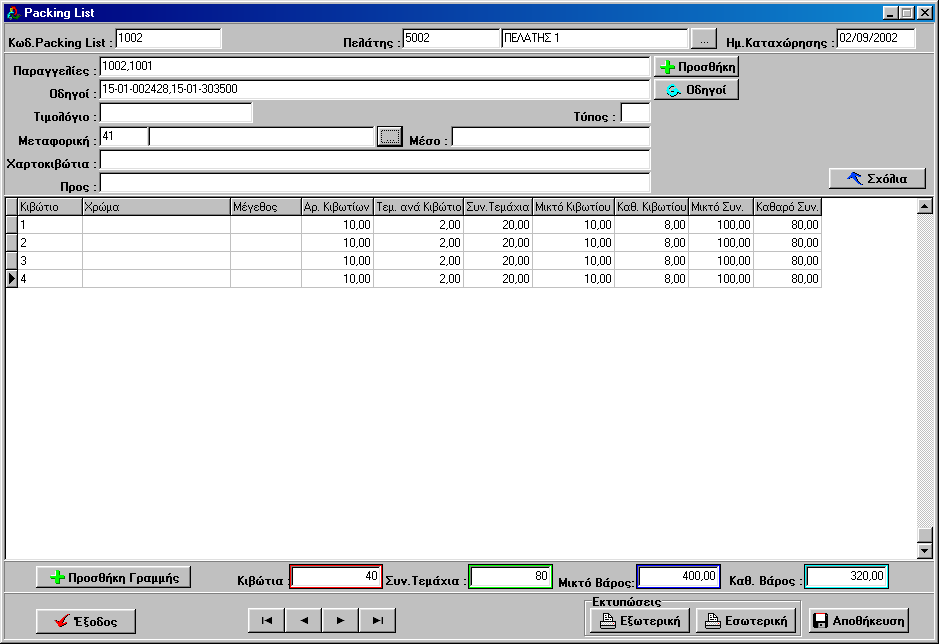 Packing List
Κωδ.Packing List : 1002 Πελάτης : 5002 ΠΕΛΑΤΗΣ 1 ... Ημ.Καταχώρησης : 02/09/2002
Παραγγελίες : 1002,1001 Προσθήκη
Οδηγοί : 15-01-002428,15-01-303500 Οδηγοί
Τιμολόγιο : Τύπος :
Μεταφορική : 41 ... Μέσο :
Χαρτοκιβώτια :
Προς : Σχόλια
Κιβώτιο Χρώμα Μέγεθος Αρ. Κιβωτίων Τεμ. ανά Κιβώτιο Συν.Τεμάχια Μικτό Κιβωτίου Καθ. Κιβωτίου Μικτό Συν. Καθαρό Συν.
1 10,00 2,00 20,00 10,00 8,00 100,00 80,00
2 10,00 2,00 20,00 10,00 8,00 100,00 80,00
3 10,00 2,00 20,00 10,00 8,00 100,00 80,00
4 10,00 2,00 20,00 10,00 8,00 100,00 80,00
Προσθήκη Γραμμής Κιβώτια : 40 Συν.Τεμάχια : 80 Μικτό Βάρος: 400,00 Καθ. Βάρος : 320,00
Εκτυπώσεις
Έξοδος Εξωτερική Εσωτερική Αποθήκευση